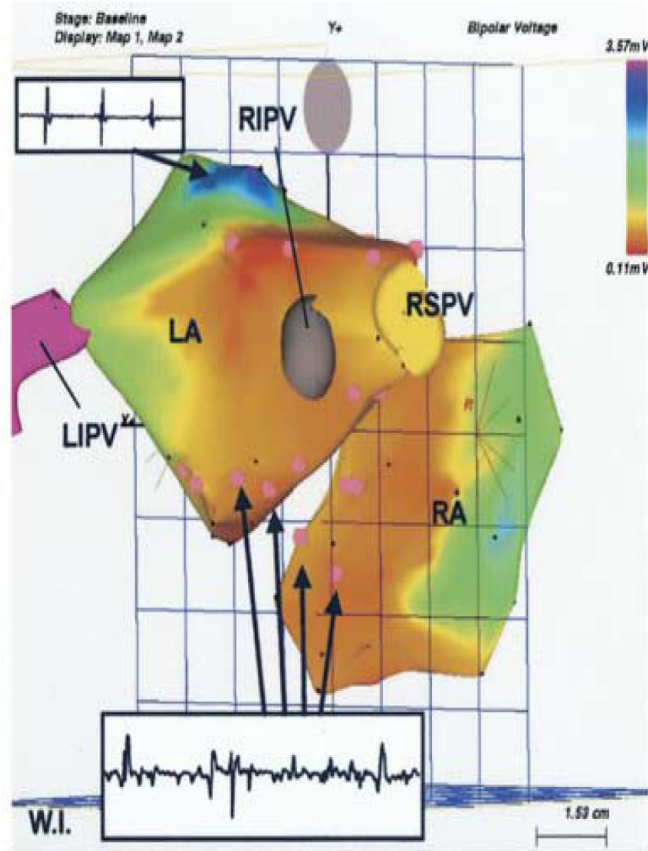 Stage: Baseline
Display: Map 1, Map 2
Y+
Bipolar Voltage
3.57mV
RIPV
0.11mV
RSPV
LA
R
LIPV
RA
W.I.
1.53 cm